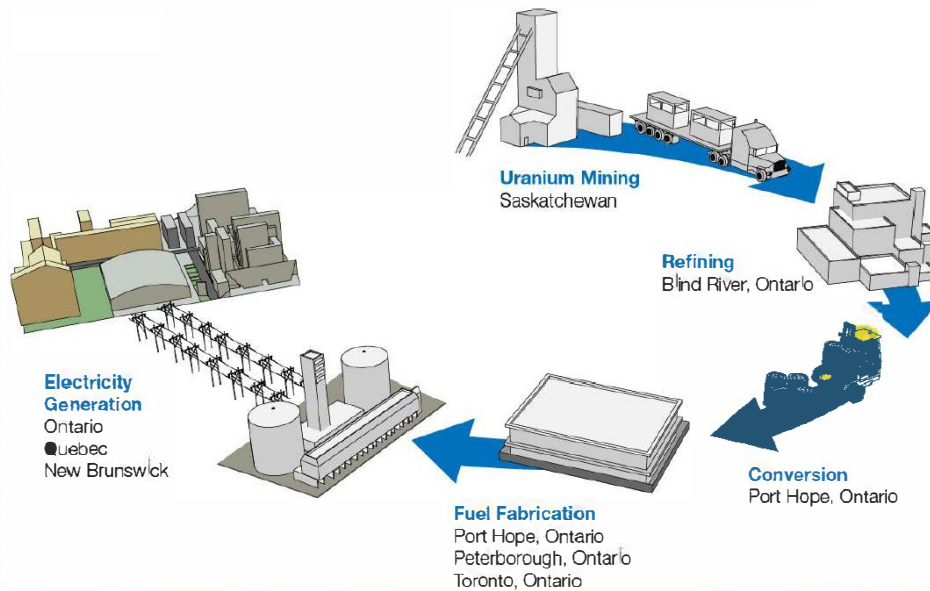 Uranium Mining
Saskatchewan
Refining
Blind River, Ontario
Conversion
Port Hope, Ontario
Fuel Fabrication
Port Hope, Ontario
Peterborough, Ontario
Toronto, Ontario
Electricity
Generation
Ontario
Quebec
New Brunswick